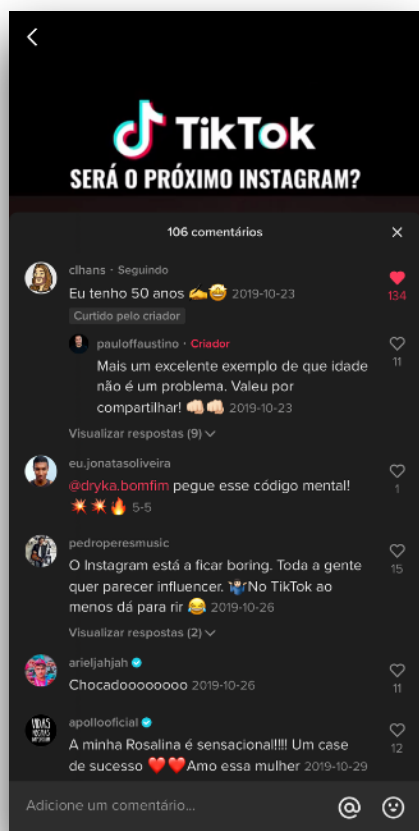 TikTok
SERÁ O PRÓXIMO INSTAGRAM?
106 comentários
clhans · Seguindo
Eu tenho 50 anos ✍️🤩 2019-10-23
134
Curtido pelo criador
pauloffaustino · Criador
Mais um excelente exemplo de que idade
11
não é um problema. Valeu por
compartilhar! 👊🏻👊🏻 2019-10-23
Visualizar respostas (9)
eu.jonatasoliveira
@dryka.bomfim pegue esse código mental!
1
💥💥🔥 5-5
pedroperesmusic
O Instagram está a ficar boring. Toda a gente
15
quer parecer influencer. 🤷🏻‍♂️No TikTok ao
menos dá para rir 😂 2019-10-26
Visualizar respostas (2)
arieljahjah
Chocadoooooooo 2019-10-26
11
apollooficial
A minha Rosalina é sensacional!!!! Um case
12
de sucesso ❤️❤️Amo essa mulher 2019-10-29
Adicione um comentário...